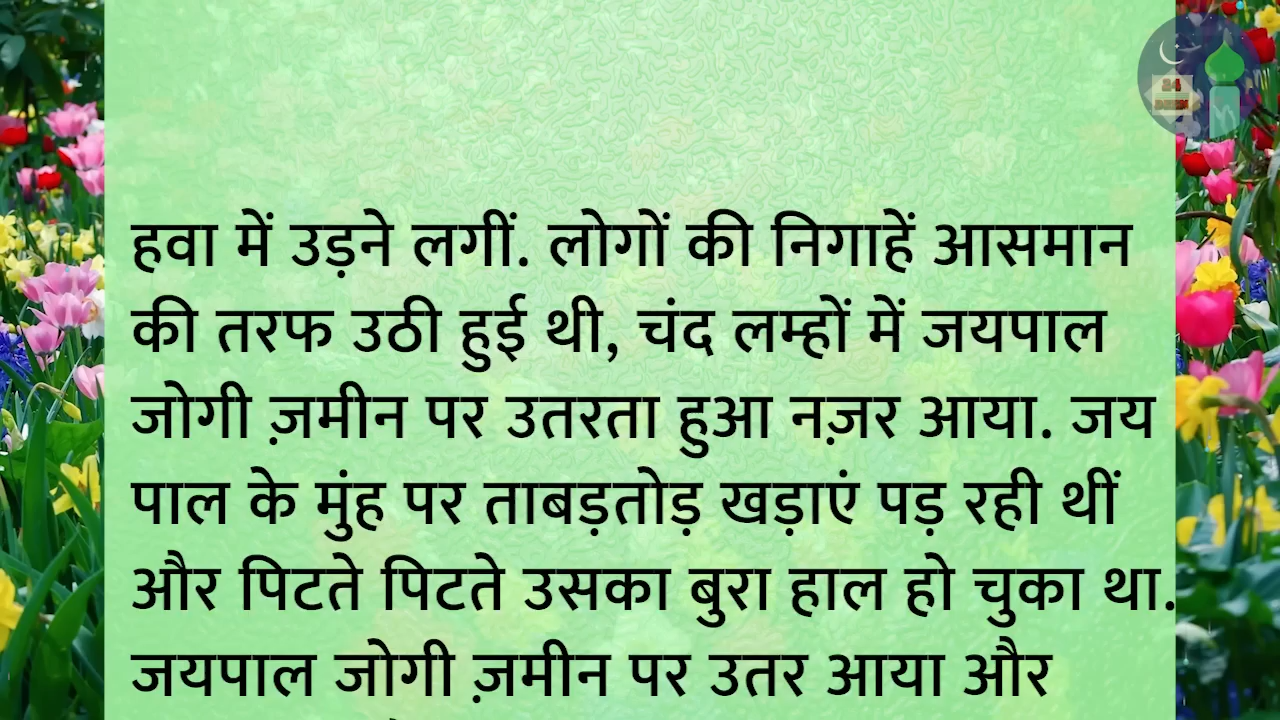 हवा में उड़ने लगीं. लोगों की निगाहें आसमान
की तरफ उठी हुई थी, चंद लम्हों में जयपाल
जोगी ज़मीन पर उतरता हुआ नज़र आया. जय
पाल के मुंह पर ताबड़तोड़ खड़ाएं पड़ रही थीं
और पिटते पिटते उसका बुरा हाल हो चुका था.
जयपाल जोगी ज़मीन पर उतर आया और